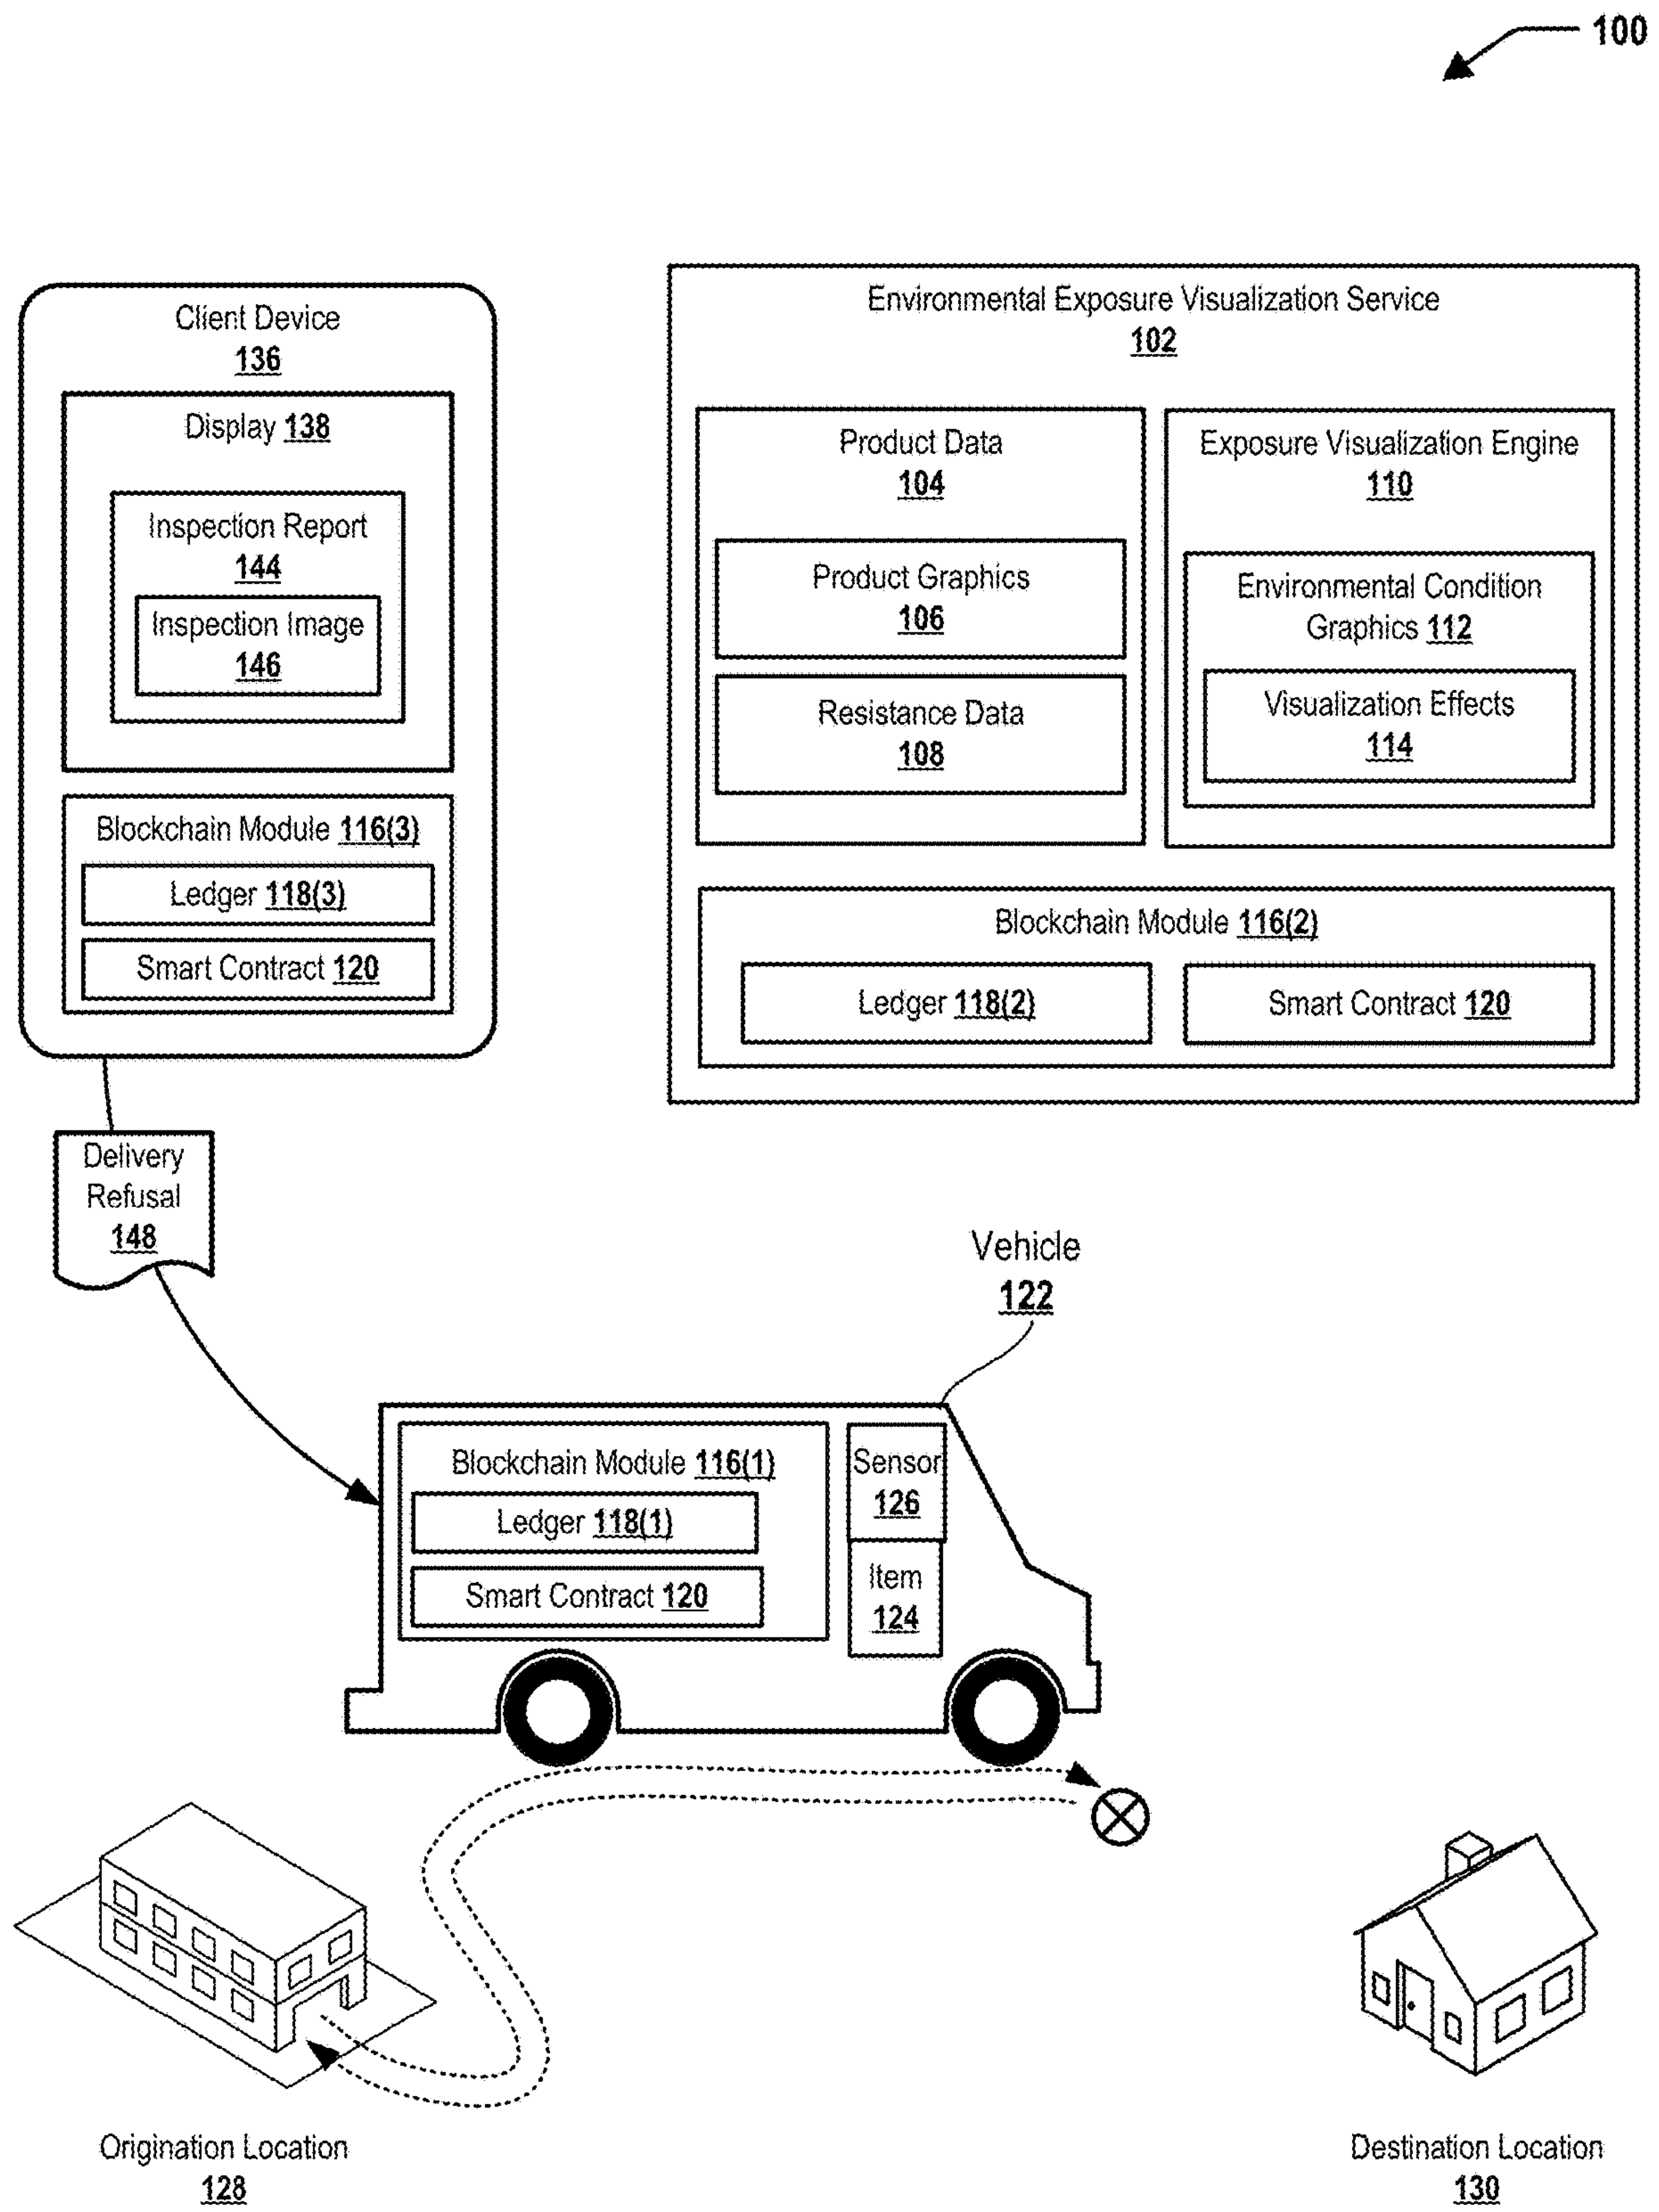 100
Client Device
136
Display 138
Inspection Report
144
Inspection Image
146
Blockchain Module 116(3)
Ledger 118(3)
Smart Contract 120
Environmental Exposure Visualization Service
102
Product Data
104
Product Graphics
106
Resistance Data
108
Exposure Visualization Engine
110
Environmental Condition
Graphics 112
Visualization Effects
114
Blockchain Module 116(2)
Ledger 118(2)
Smart Contract 120
Delivery
Refusal
148
Vehicle
122
Blockchain Module 116(1)
Ledger 118(1)
Smart Contract 120
Sensor
126
Item
124
Origination Location
128
Destination Location
130